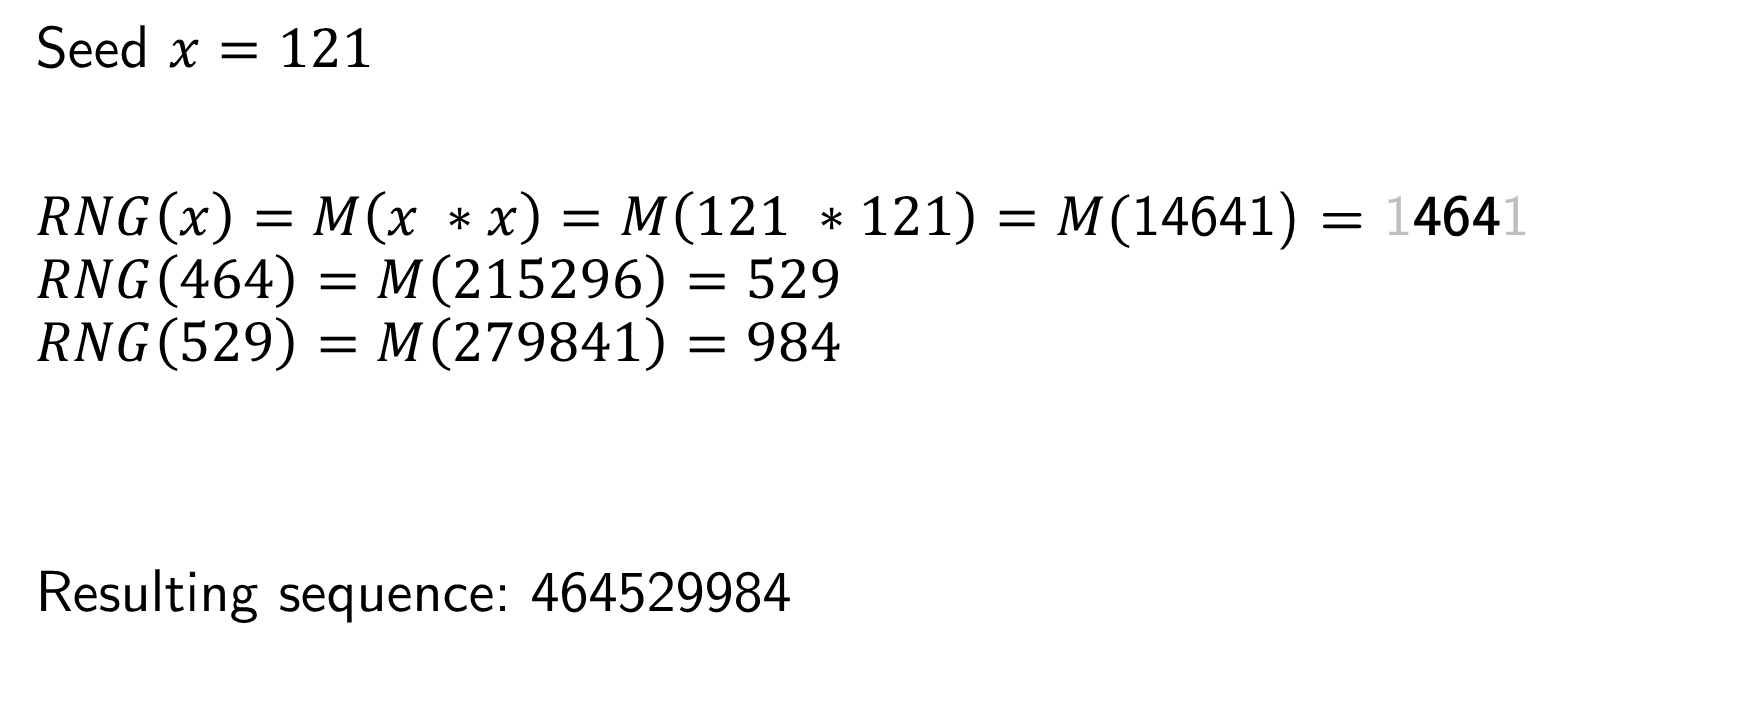 Seed x = 121
RNG(x) = M(x * x) = M(121 * 121) = M(14641) = 14641
RNG(464) = M(215296) = 529
RNG(529) = M(279841) = 984
Resulting sequence: 464529984